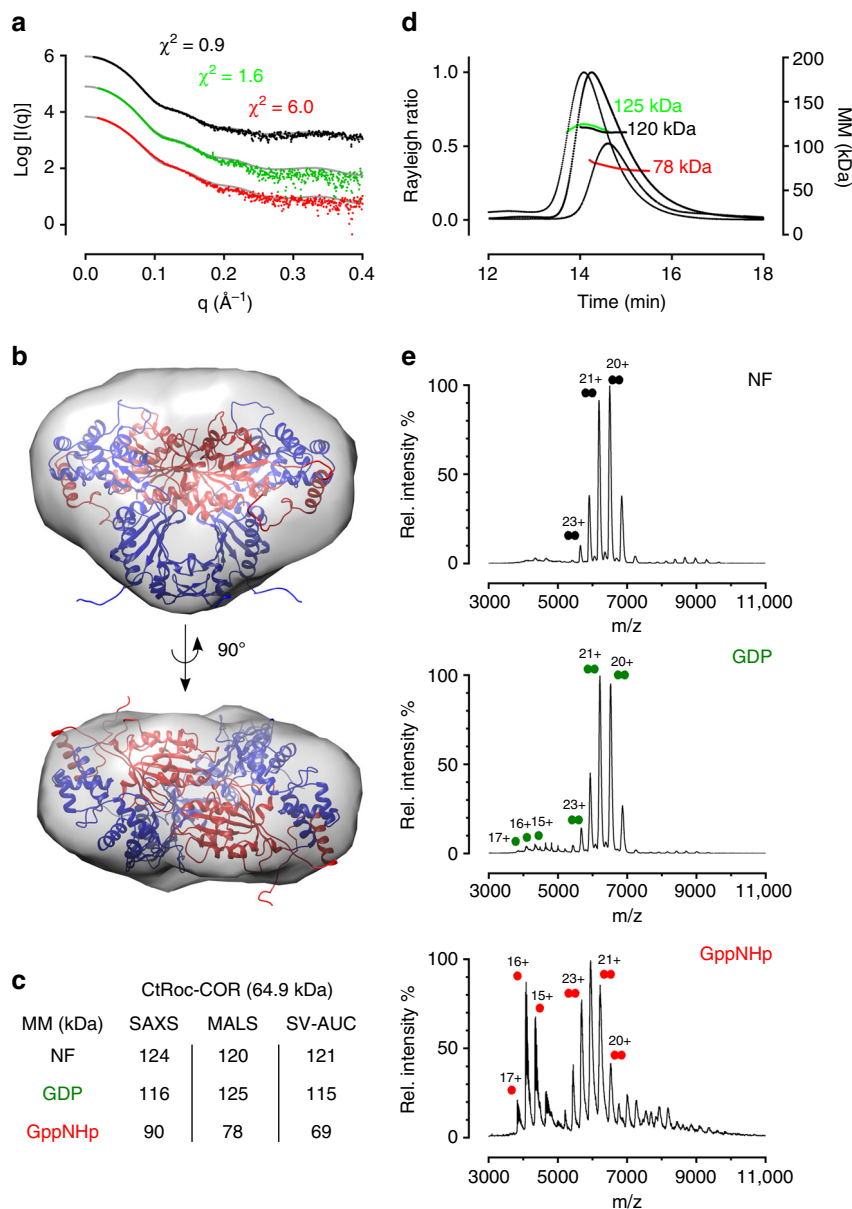 a
χ² = 0.9
χ² = 1.6
χ² = 6.0
Log [I(q)]
6
4
2
0
0.0 0.1 0.2 0.3 0.4
q (Å⁻¹)
b
90°
c
CtRoc-COR (64.9 kDa)
MM (kDa) SAXS MALS SV-AUC
NF 124 120 121
GDP 116 125 115
GppNHp 90 78 69
d
Rayleigh ratio
1.0
0.5
0.0
125 kDa
120 kDa
78 kDa
200
150
100
50
0
MM (kDa)
12 14 16 18
Time (min)
e
NF
Rel. intensity %
100
50
0
23+
21+
20+
3000 5000 7000 9000 11,000
m/z
GDP
Rel. intensity %
100
50
0
17+
16+
15+
23+
21+
20+
3000 5000 7000 9000 11,000
m/z
GppNHp
Rel. intensity %
100
50
0
17+
16+
15+
23+
21+
20+
3000 5000 7000 9000 11,000
m/z